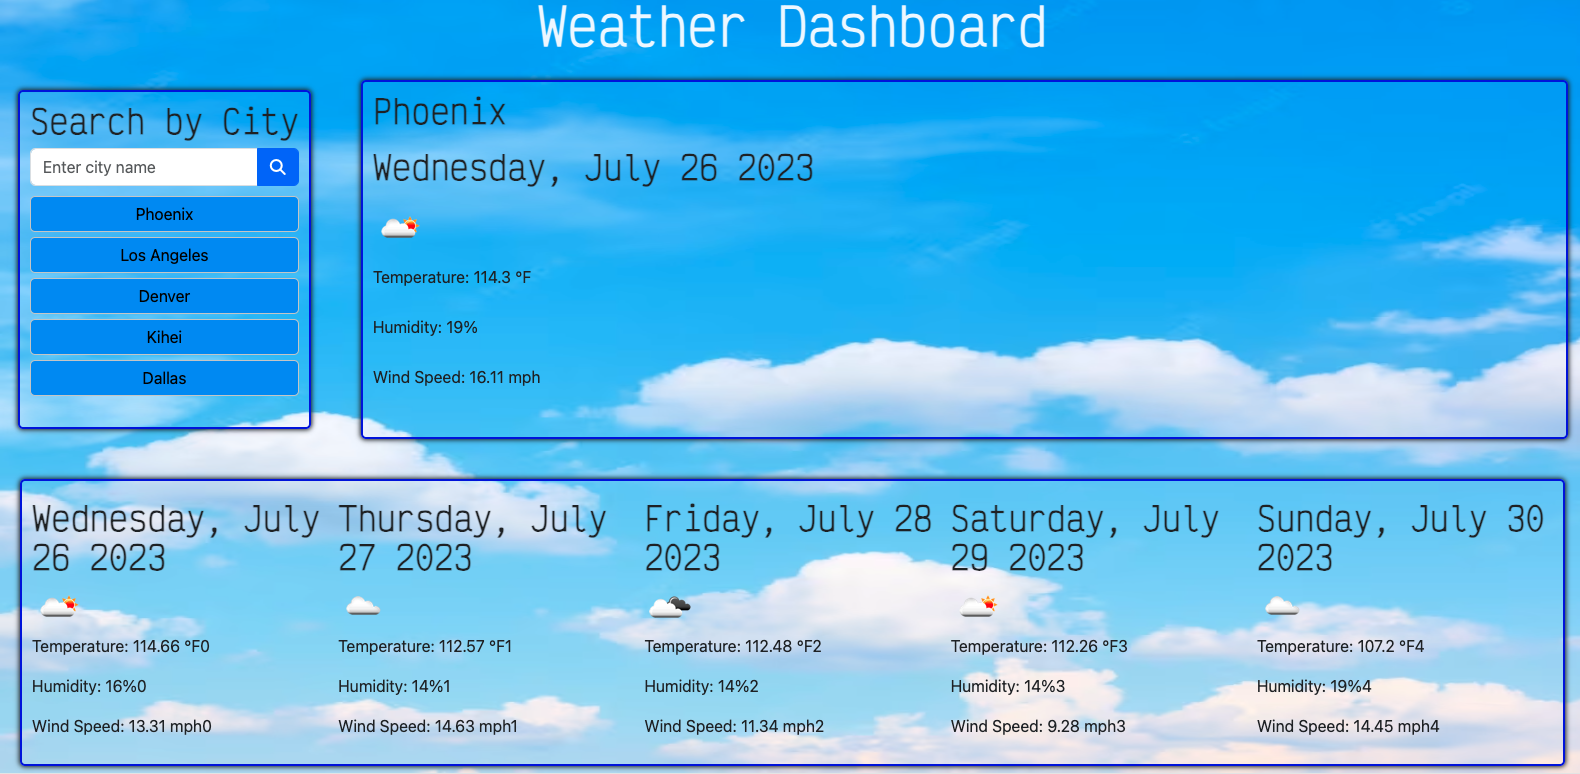 Weather Dashboard
Search by City
Enter city name
Phoenix
Los Angeles
Denver
Kihei
Dallas
Phoenix
Wednesday, July 26 2023
Temperature: 114.3 °F
Humidity: 19%
Wind Speed: 16.11 mph
Wednesday, July
26 2023
Temperature: 114.66 °F0
Humidity: 16%0
Wind Speed: 13.31 mph0
Thursday, July
27 2023
Temperature: 112.57 °F1
Humidity: 14%1
Wind Speed: 14.63 mph1
Friday, July 28
2023
Temperature: 112.48 °F2
Humidity: 14%2
Wind Speed: 11.34 mph2
Saturday, July
29 2023
Temperature: 112.26 °F3
Humidity: 14%3
Wind Speed: 9.28 mph3
Sunday, July 30
2023
Temperature: 107.2 °F4
Humidity: 19%4
Wind Speed: 14.45 mph4